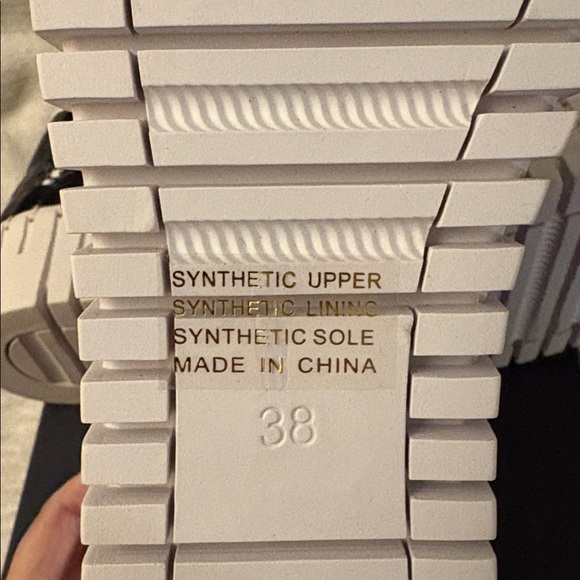 SYNTHETIC UPPER
SYNTHETIC LINING
SYNTHETIC SOLE
MADE IN CHINA
38